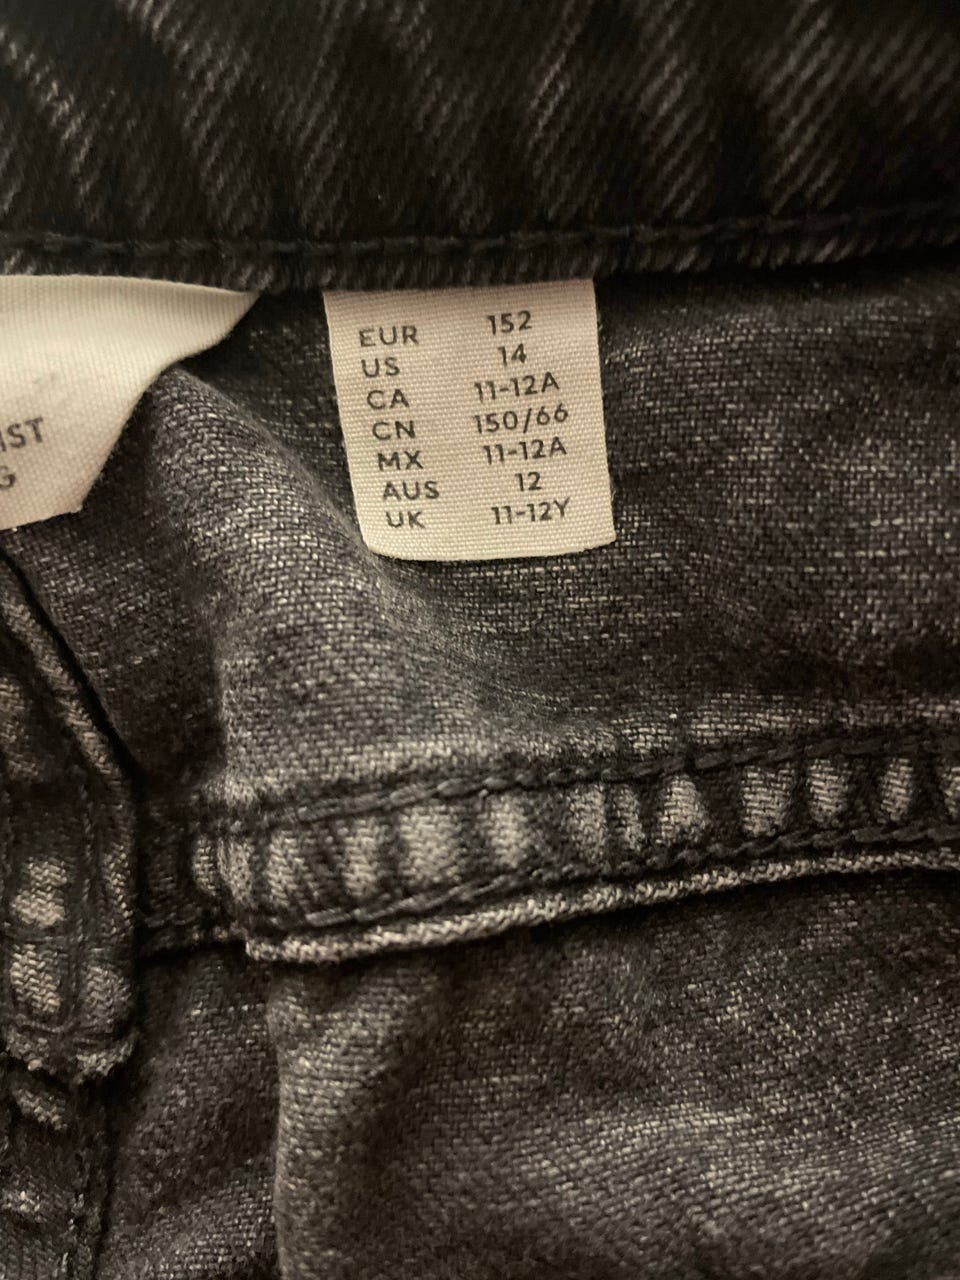 EUR 152
US 14
CA 11-12A
CN 150/66
MX 11-12A
AUS 12
UK 11-12Y
IST
G